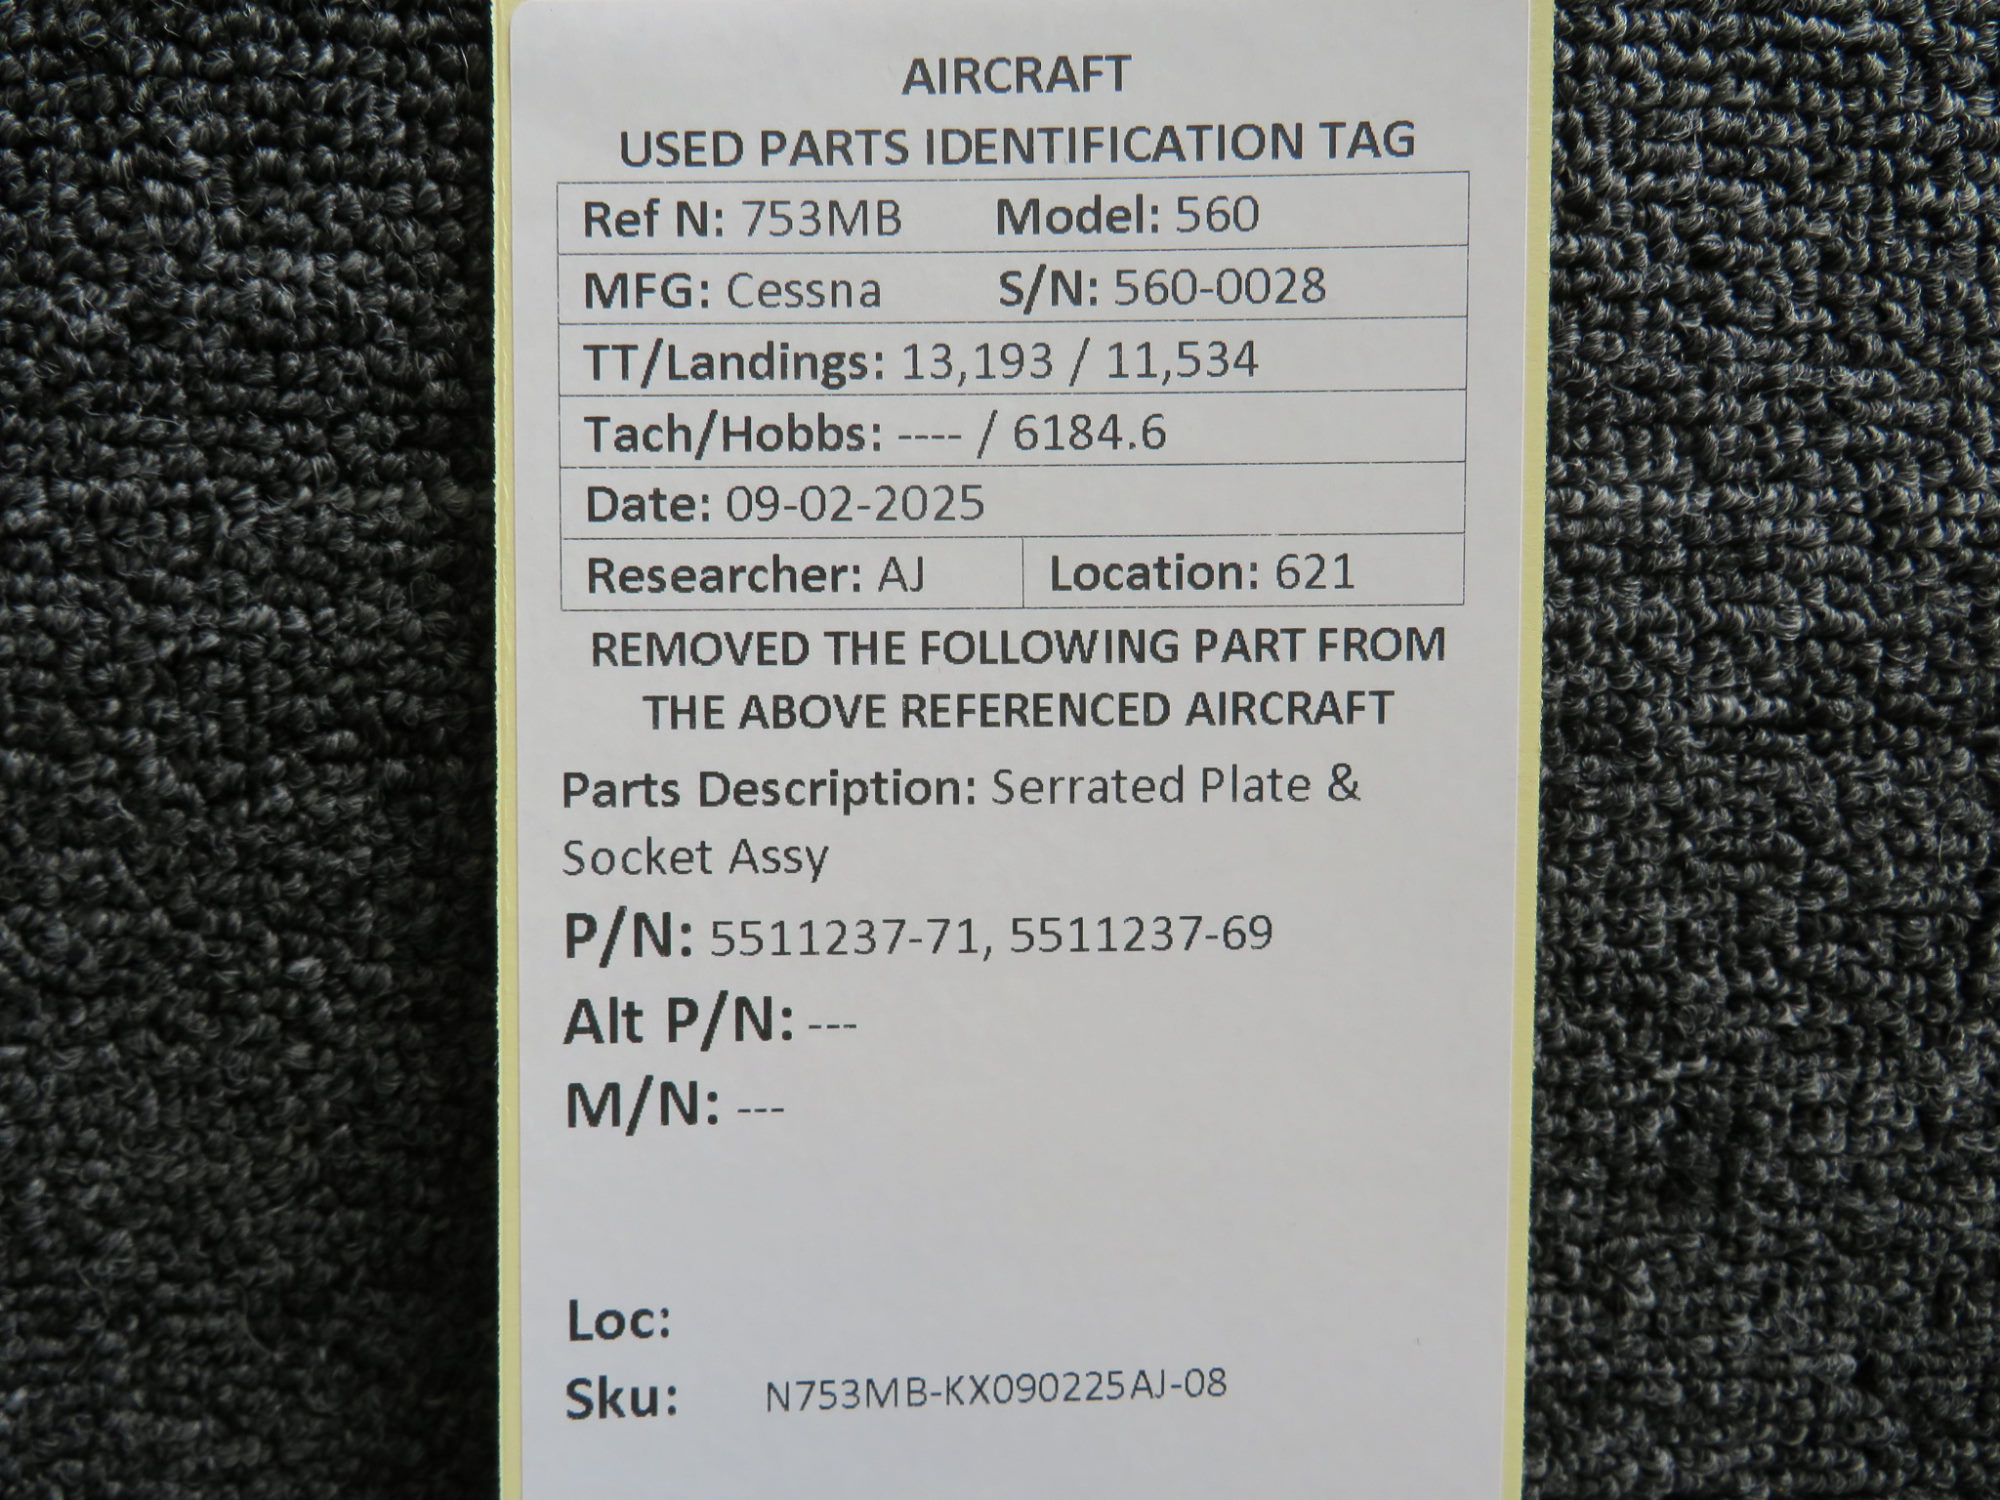 AIRCRAFT
USED PARTS IDENTIFICATION TAG
Ref N: 753MB Model: 560
MFG: Cessna S/N: 560-0028
TT/Landings: 13,193 / 11,534
Tach/Hobbs: ---- / 6184.6
Date: 09-02-2025
Researcher: AJ Location: 621
REMOVED THE FOLLOWING PART FROM
THE ABOVE REFERENCED AIRCRAFT
Parts Description: Serrated Plate &
Socket Assy
P/N: 5511237-71, 5511237-69
Alt P/N: ---
M/N: ---
Loc:
Sku: N753MB-KX090225AJ-08